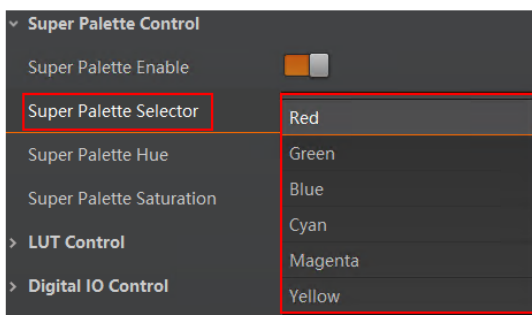 Super Palette Control
Super Palette Enable
Super Palette Selector
Red
Super Palette Hue
Green
Super Palette Saturation
Blue
Cyan
LUT Control
Magenta
Digital IO Control
Yellow